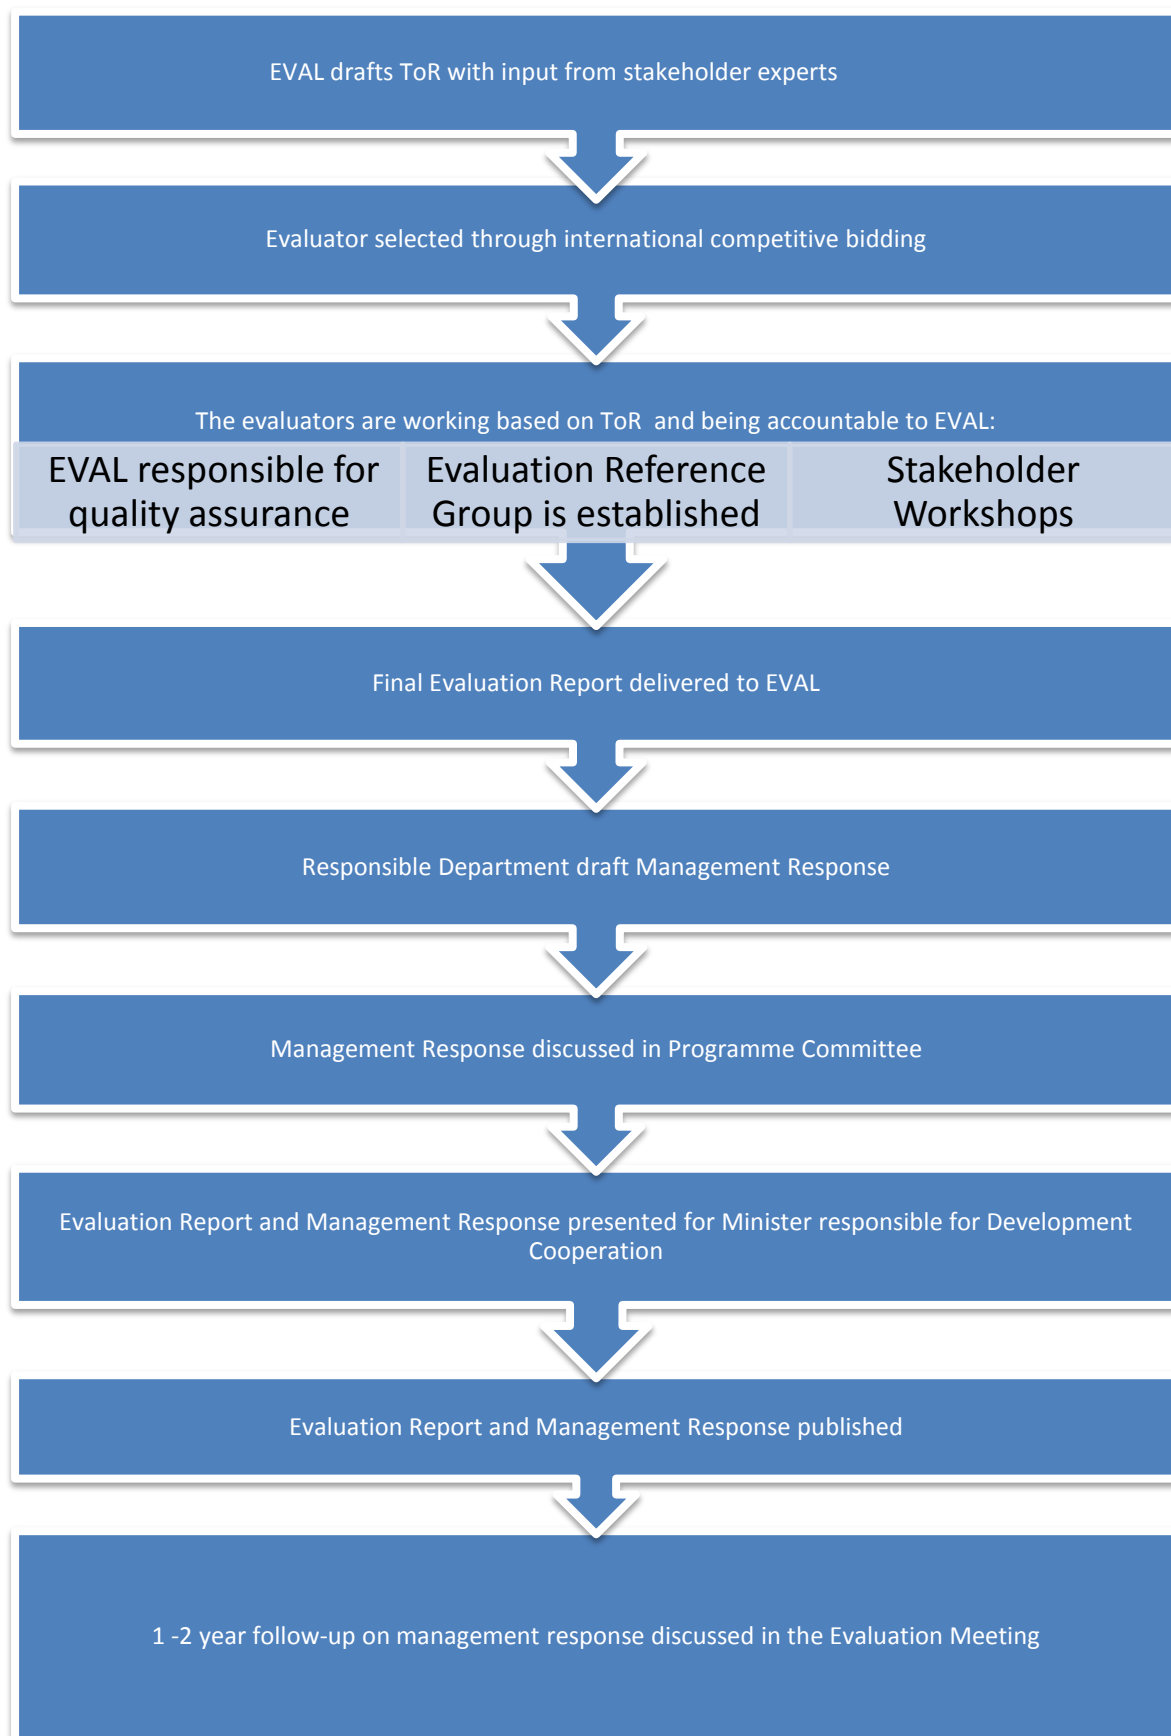 EVAL drafts ToR with input from stakeholder experts
Evaluator selected through international competitive bidding
The evaluators are working based on ToR and being accountable to EVAL:
EVAL responsible for
quality assurance
Evaluation Reference
Group is established
Stakeholder
Workshops
Final Evaluation Report delivered to EVAL
Responsible Department draft Management Response
Management Response discussed in Programme Committee
Evaluation Report and Management Response presented for Minister responsible for Development
Cooperation
Evaluation Report and Management Response published
1 -2 year follow-up on management response discussed in the Evaluation Meeting